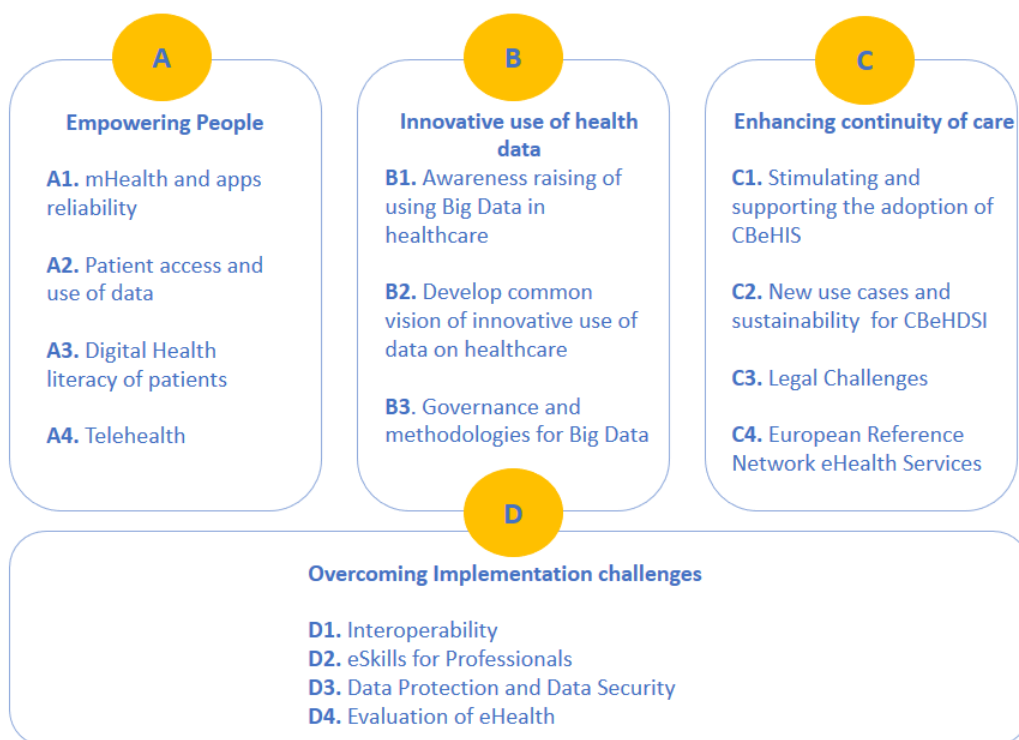 A
Empowering People
A1. mHealth and apps
reliability
A2. Patient access and
use of data
A3. Digital Health
literacy of patients
A4. Telehealth
B
Innovative use of health
data
B1. Awareness raising of
using Big Data in
healthcare
B2. Develop common
vision of innovative use of
data on healthcare
B3. Governance and
methodologies for Big Data
C
Enhancing continuity of care
C1. Stimulating and
supporting the adoption of
CBeHIS
C2. New use cases and
sustainability for CBeHDSI
C3. Legal Challenges
C4. European Reference
Network eHealth Services
D
Overcoming Implementation challenges
D1. Interoperability
D2. eSkills for Professionals
D3. Data Protection and Data Security
D4. Evaluation of eHealth